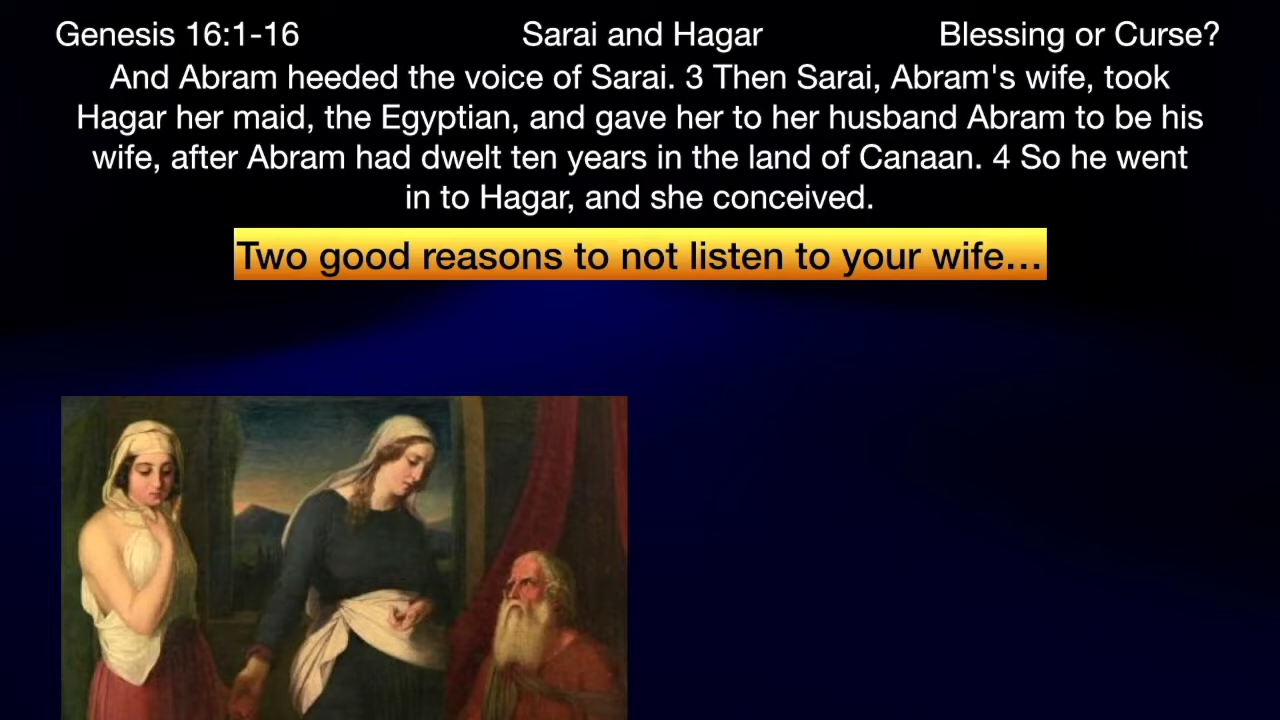 Genesis 16:1-16 Sarai and Hagar Blessing or Curse?
And Abram heeded the voice of Sarai. 3 Then Sarai, Abram's wife, took
Hagar her maid, the Egyptian, and gave her to her husband Abram to be his
wife, after Abram had dwelt ten years in the land of Canaan. 4 So he went
in to Hagar, and she conceived.
Two good reasons to not listen to your wife…